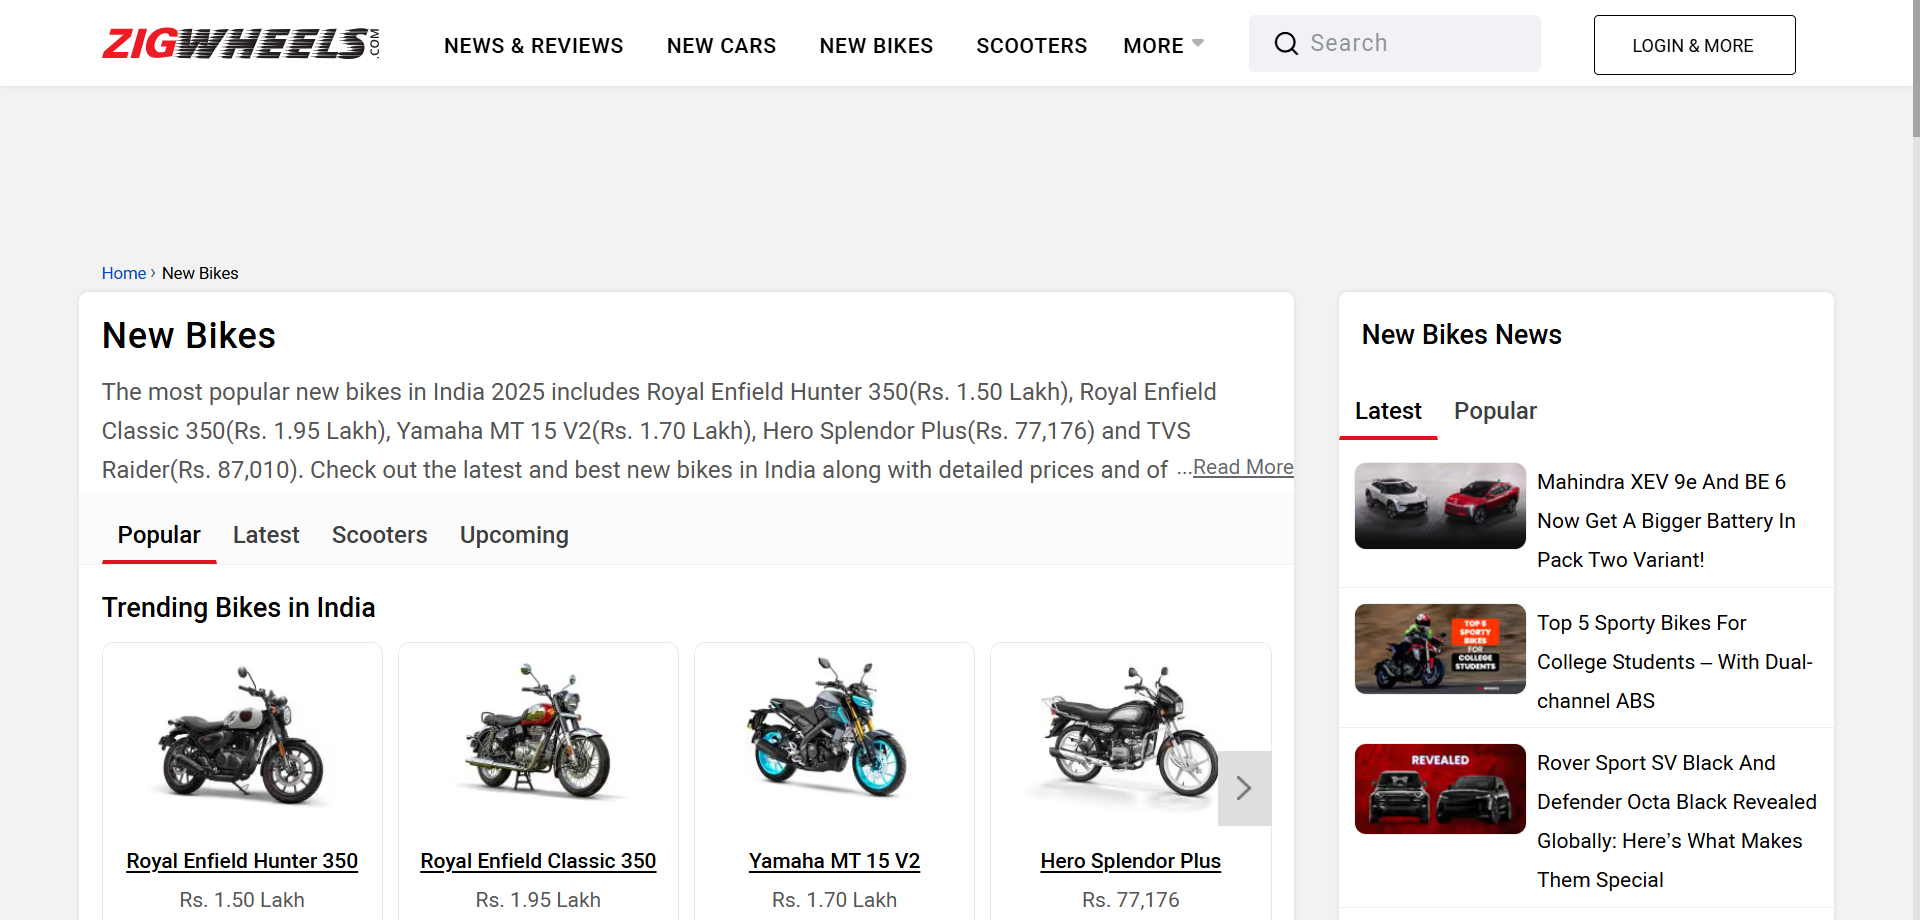 ZIGWHEELS.COM
NEWS & REVIEWS
NEW CARS
NEW BIKES
SCOOTERS
MORE
Search
LOGIN & MORE
Home › New Bikes
New Bikes
The most popular new bikes in India 2025 includes Royal Enfield Hunter 350(Rs. 1.50 Lakh), Royal Enfield
Classic 350(Rs. 1.95 Lakh), Yamaha MT 15 V2(Rs. 1.70 Lakh), Hero Splendor Plus(Rs. 77,176) and TVS
Raider(Rs. 87,010). Check out the latest and best new bikes in India along with detailed prices and of ...Read More
Popular
Latest
Scooters
Upcoming
Trending Bikes in India
Royal Enfield Hunter 350
Rs. 1.50 Lakh
Royal Enfield Classic 350
Rs. 1.95 Lakh
Yamaha MT 15 V2
Rs. 1.70 Lakh
Hero Splendor Plus
Rs. 77,176
New Bikes News
Latest
Popular
Mahindra XEV 9e And BE 6
Now Get A Bigger Battery In
Pack Two Variant!
TOP 5
SPORTY
BIKES
FOR
COLLEGE
STUDENTS
Top 5 Sporty Bikes For
College Students – With Dual-
channel ABS
REVEALED
Rover Sport SV Black And
Defender Octa Black Revealed
Globally: Here’s What Makes
Them Special